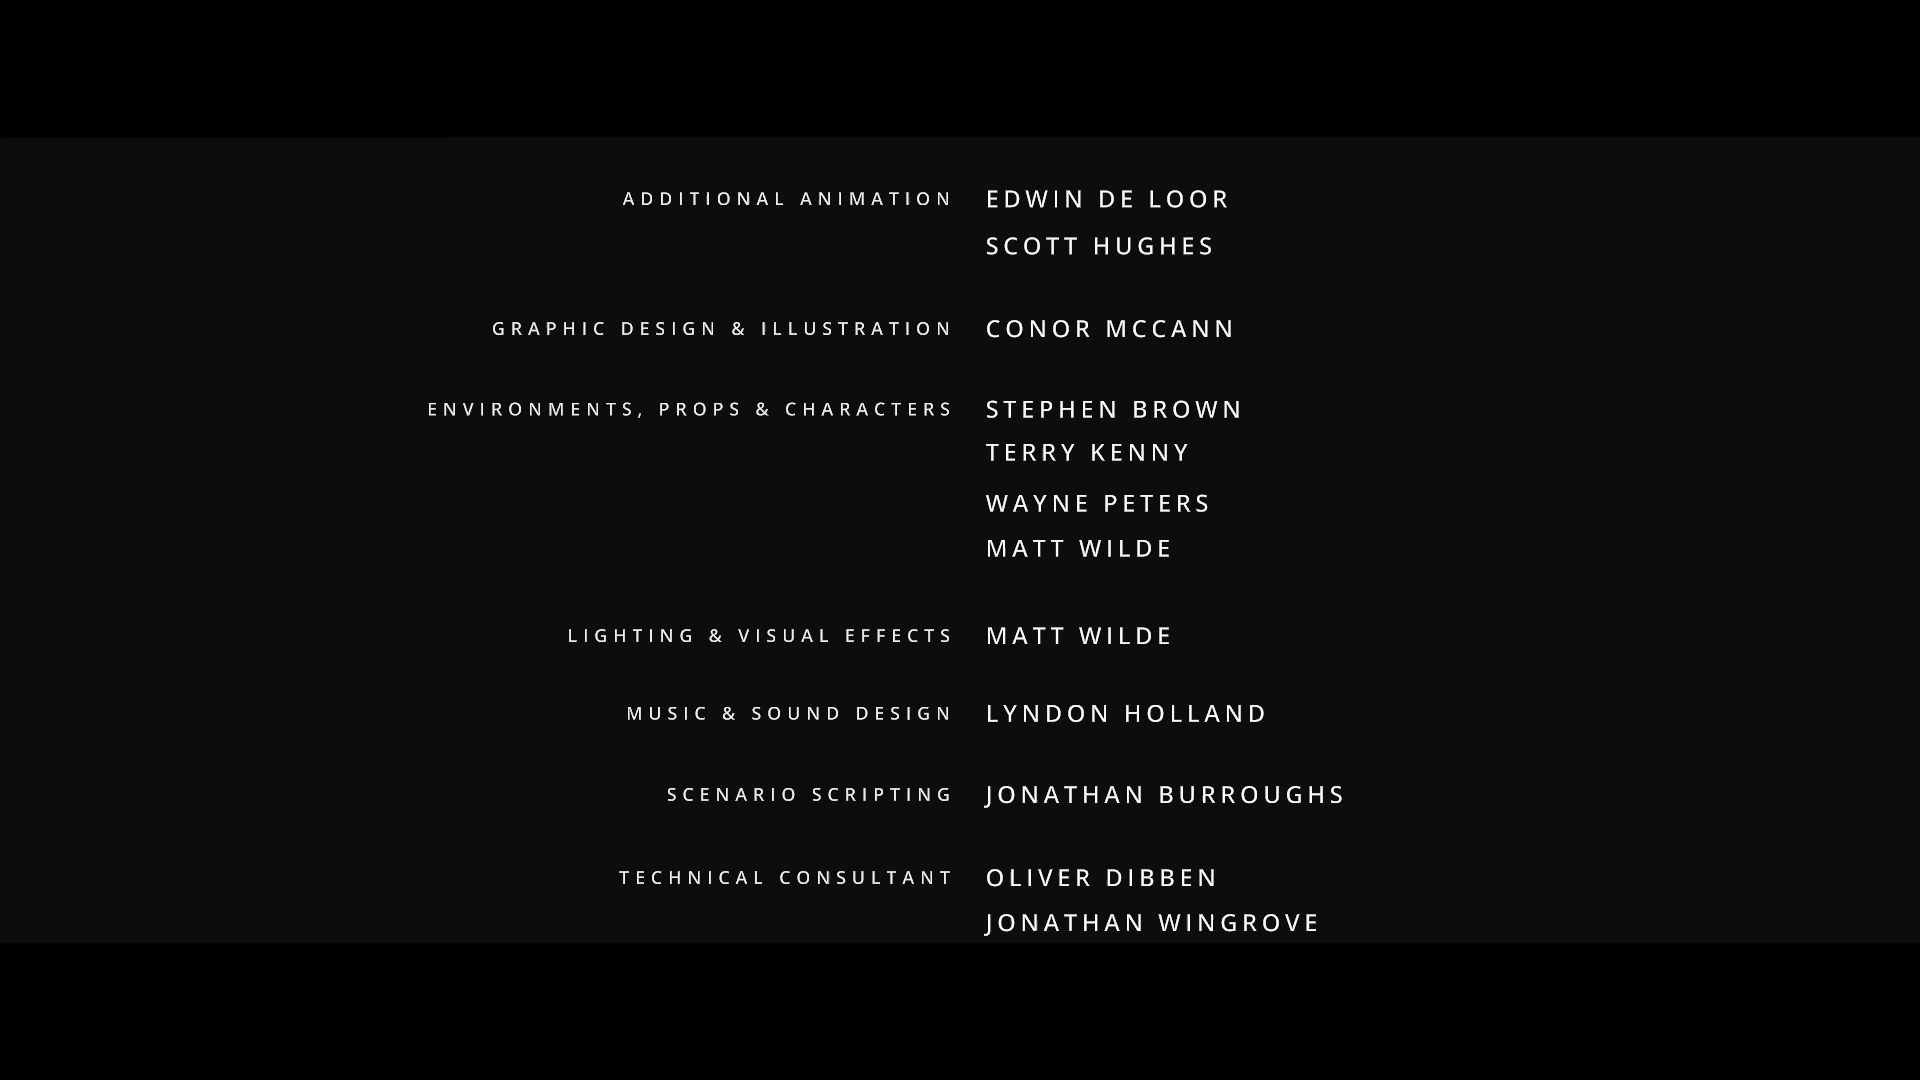 ADDITIONAL ANIMATION EDWIN DE LOOR
SCOTT HUGHES
GRAPHIC DESIGN & ILLUSTRATION CONOR MCCANN
ENVIRONMENTS, PROPS & CHARACTERS STEPHEN BROWN
TERRY KENNY
WAYNE PETERS
MATT WILDE
LIGHTING & VISUAL EFFECTS MATT WILDE
MUSIC & SOUND DESIGN LYNDON HOLLAND
SCENARIO SCRIPTING JONATHAN BURROUGHS
TECHNICAL CONSULTANT OLIVER DIBBEN
JONATHAN WINGROVE